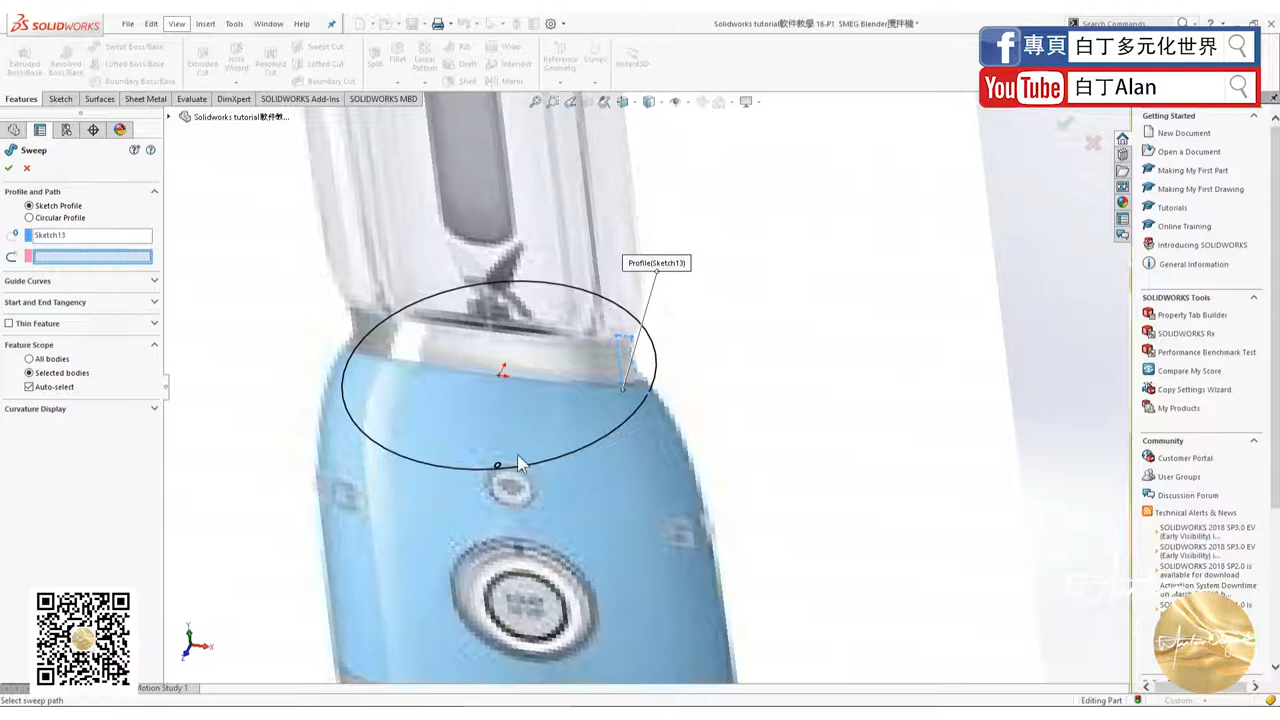 SOLIDWORKS File Edit View Insert Tools Window Help Solidworks tutorial軟件教學 16-P1 SMEG Blender攪拌機 * Search Commands
專頁 白丁多元化世界
YouTube 白丁Alan
Extruded Boss/Base Revolved Boss/Base Swept Boss/Base Lofted Boss/Base Boundary Boss/Base Extruded Cut Hole Wizard Revolved Cut Swept Cut Lofted Cut Boundary Cut Split Fillet Linear Pattern Rib Draft Shell Wrap Intersect Mirror Reference Geometry Curves Instant3D
Features Sketch Surfaces Sheet Metal Evaluate DimXpert SOLIDWORKS Add-Ins SOLIDWORKS MBD
Solidworks tutorial軟件教...
Sweep
Profile and Path
Sketch Profile
Circular Profile
Sketch13
Guide Curves
Start and End Tangency
Thin Feature
Feature Scope
All bodies
Selected bodies
Auto-select
Curvature Display
Profile(Sketch13)
Y
X
Z
Getting Started
New Document
Open a Document
Making My First Part
Making My First Drawing
Tutorials
Online Training
Introducing SOLIDWORKS
General Information
SOLIDWORKS Tools
Property Tab Builder
SOLIDWORKS Rx
Performance Benchmark Test
Compare My Score
Copy Settings Wizard
My Products
Community
Customer Portal
User Groups
Discussion Forum
Technical Alerts & News
SOLIDWORKS 2018 SP3.0 EV
(Early Visibility) i...
SOLIDWORKS 2018 SP3.0 EV
(Early Visibility) i...
SOLIDWORKS 2018 SP2.0 is
available for download
Activation System Downtime
Motion Study 1
Select sweep path
Editing Part
Custom